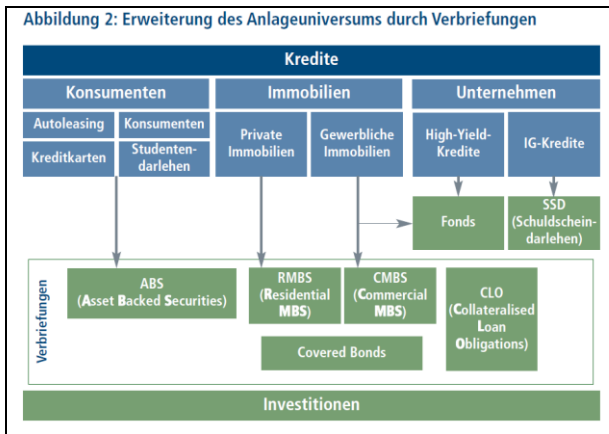 Abbildung 2: Erweiterung des Anlageuniversums durch Verbriefungen
Kredite
Konsumenten
Immobilien
Unternehmen
Autoleasing
Konsumenten
Kreditkarten
Studenten-
darlehen
Private
Immobilien
Gewerbliche
Immobilien
High-Yield-
Kredite
IG-Kredite
Fonds
SSD
(Schuldschein-
darlehen)
Verbriefungen
ABS
(Asset Backed Securities)
RMBS
(Residential
MBS)
CMBS
(Commercial
MBS)
CLO
(Collateralised
Loan
Obligations)
Covered Bonds
Investitionen